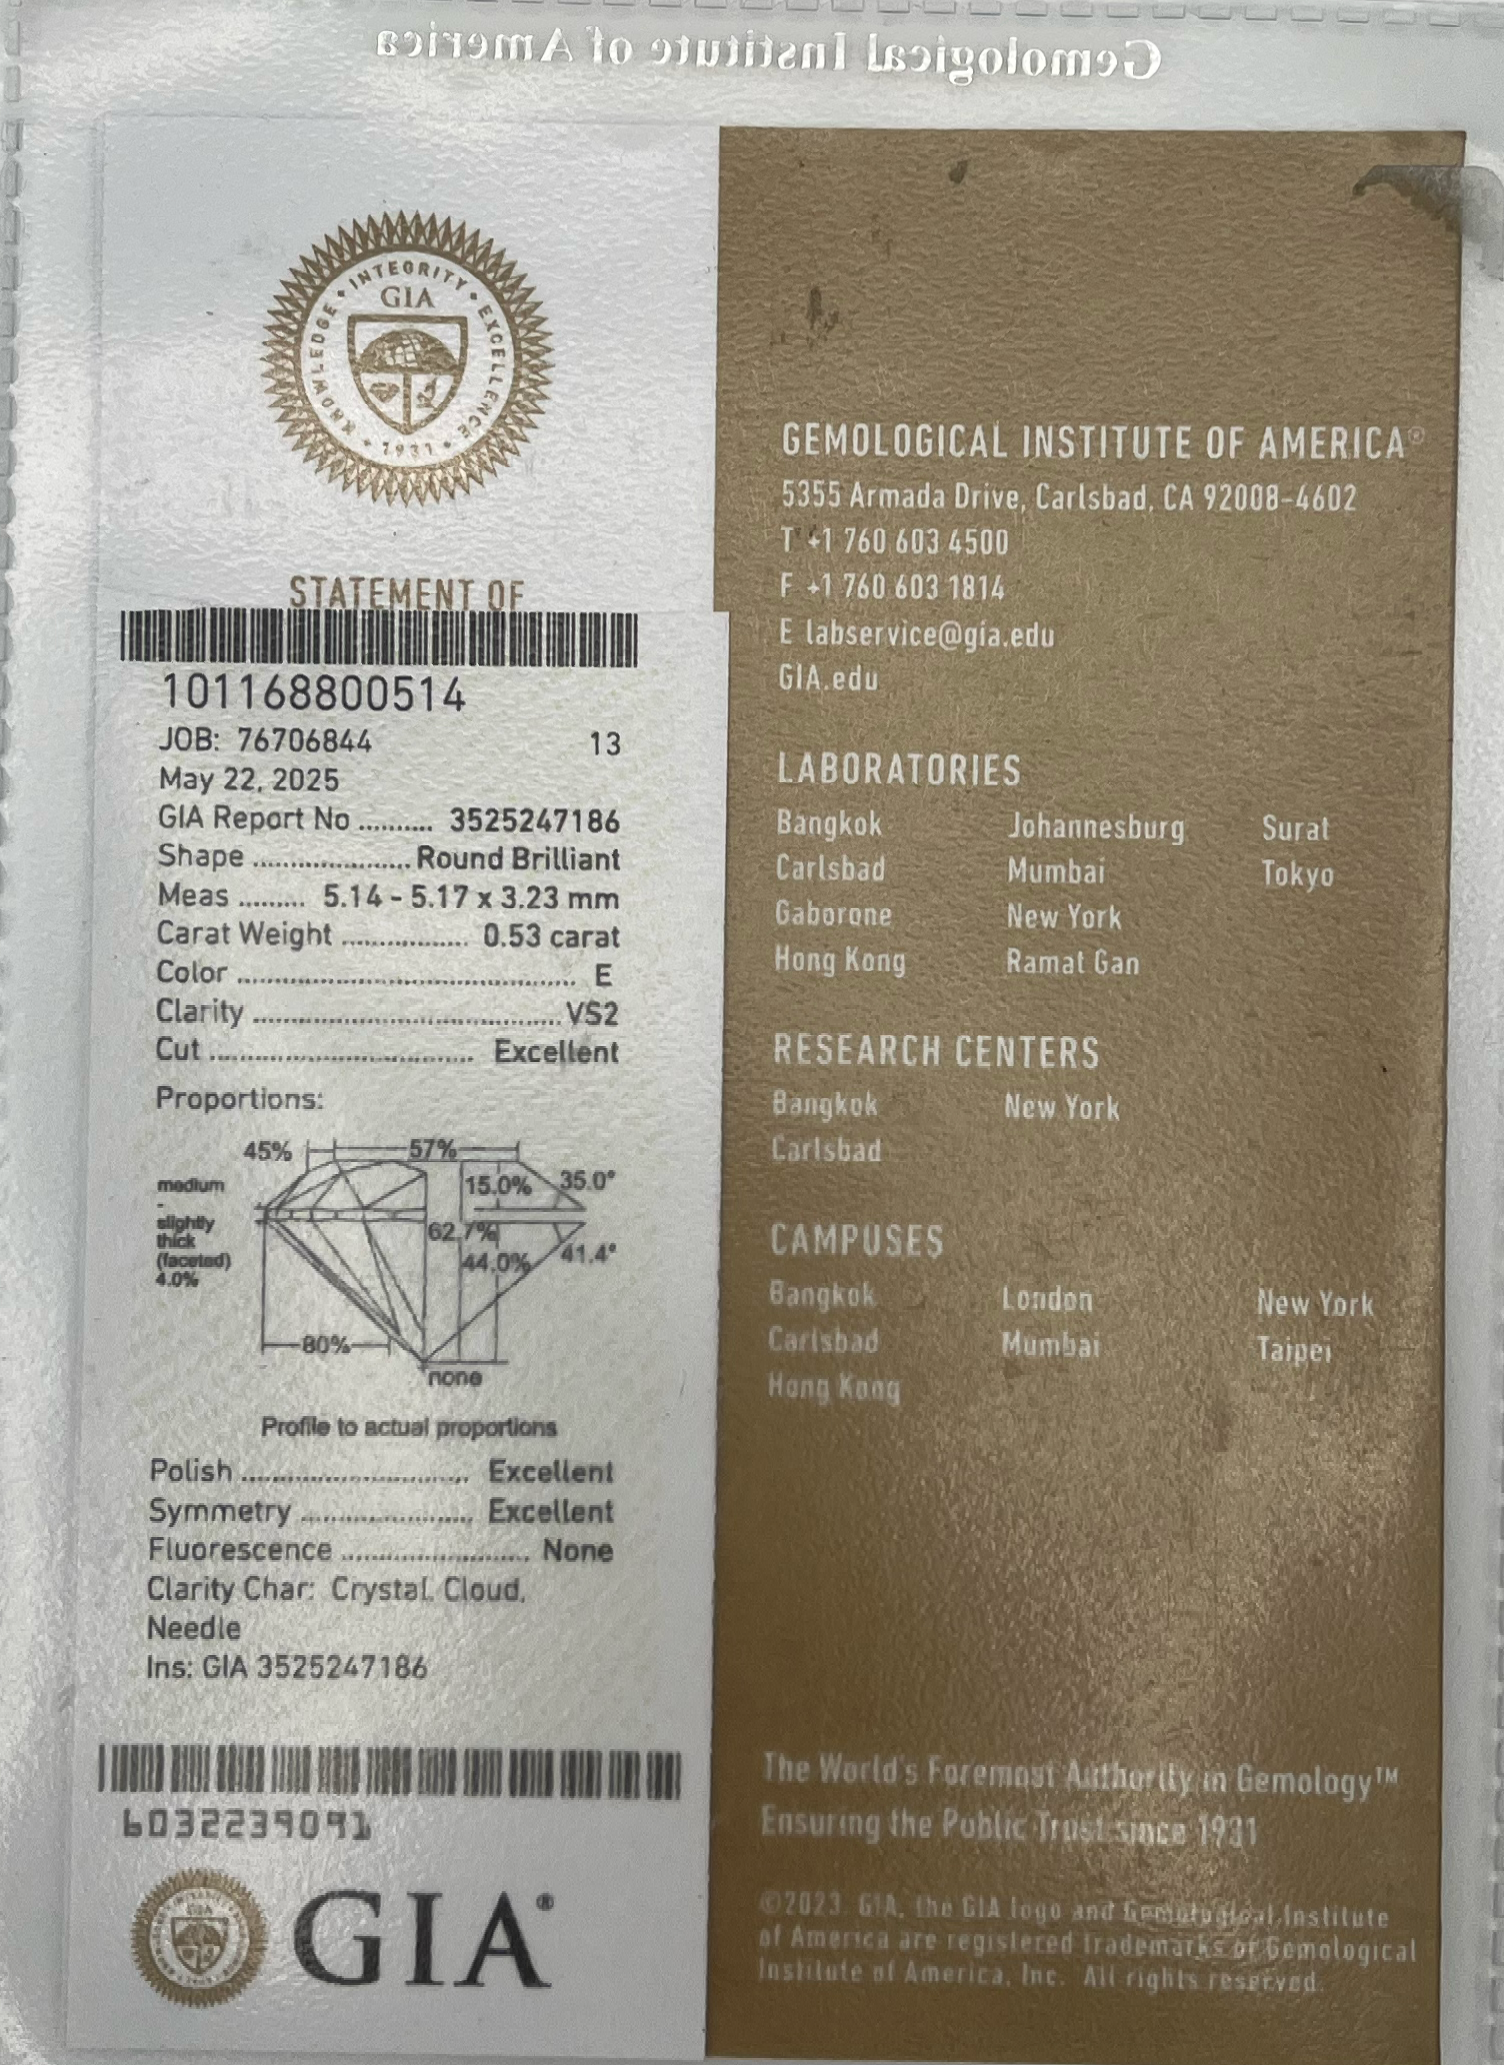 Gemological Institute of America
KNOWLEDGE • INTEGRITY • EXCELLENCE • 1931 •
GIA
STATEMENT OF
101168800514
JOB: 76706844 13
May 22, 2025
GIA Report No .......... 3525247186
Shape ..................... Round Brilliant
Meas ......... 5.14 - 5.17 x 3.23 mm
Carat Weight ................. 0.53 carat
Color ............................................. E
Clarity ......................................... VS2
Cut ................................... Excellent
Proportions:
45% 57%
medium
-
slightly
thick
(faceted)
4.0%
15.0% 35.0°
62.7%
44.0% 41.4°
80%
none
Profile to actual proportions
Polish .............................. Excellent
Symmetry ....................... Excellent
Fluorescence ......................... None
Clarity Char: Crystal, Cloud,
Needle
Ins: GIA 3525247186
6032239091
GIA
GIA®
GEMOLOGICAL INSTITUTE OF AMERICA®
5355 Armada Drive, Carlsbad, CA 92008-4602
T +1 760 603 4500
F +1 760 603 1814
E labservice@gia.edu
GIA.edu
LABORATORIES
Bangkok Johannesburg Surat
Carlsbad Mumbai Tokyo
Gaborone New York
Hong Kong Ramat Gan
RESEARCH CENTERS
Bangkok New York
Carlsbad
CAMPUSES
Bangkok London New York
Carlsbad Mumbai Taipei
Hong Kong
The World's Foremost Authority in Gemology™
Ensuring the Public Trust since 1931
©2023. GIA, the GIA logo and Gemological Institute
of America are registered trademarks of Gemological
Institute of America, Inc. All rights reserved.